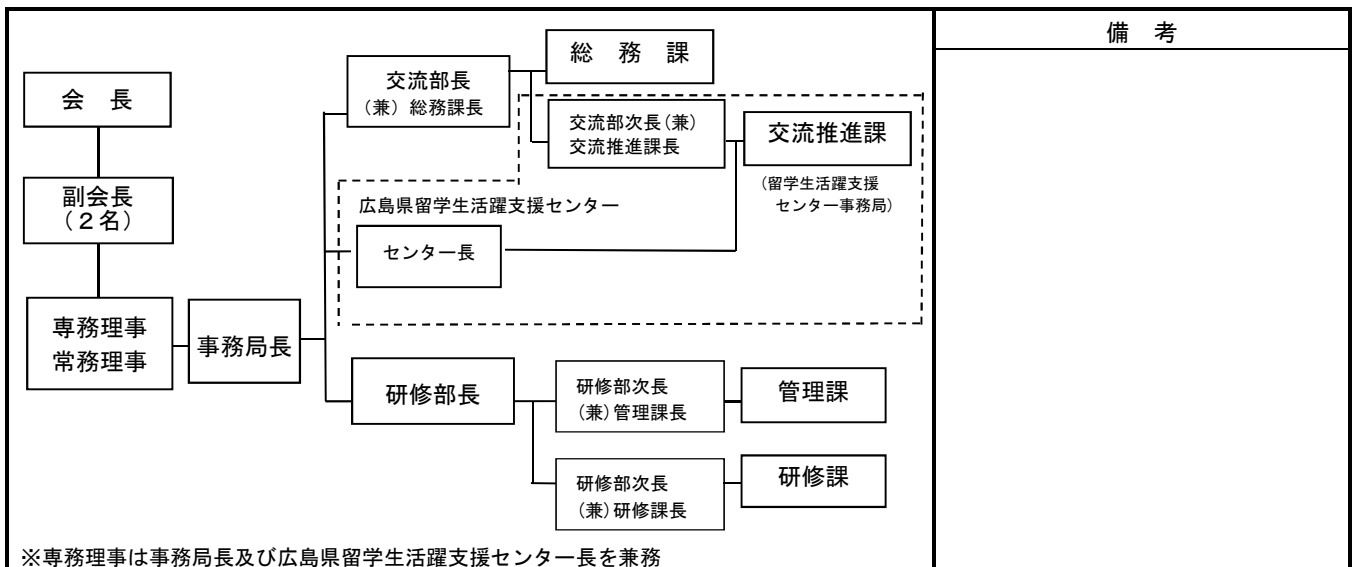 備 考
会 長
副会長
（２名）
専務理事
常務理事
事務局長
交流部長
（兼）総務課長
総 務 課
交流部次長（兼）
交流推進課長
交流推進課
（留学生活躍支援
センター事務局）
広島県留学生活躍支援センター
センター長
研修部長
研修部次長
（兼）管理課長
管理課
研修部次長
（兼）研修課長
研修課
※専務理事は事務局長及び広島県留学生活躍支援センター長を兼務